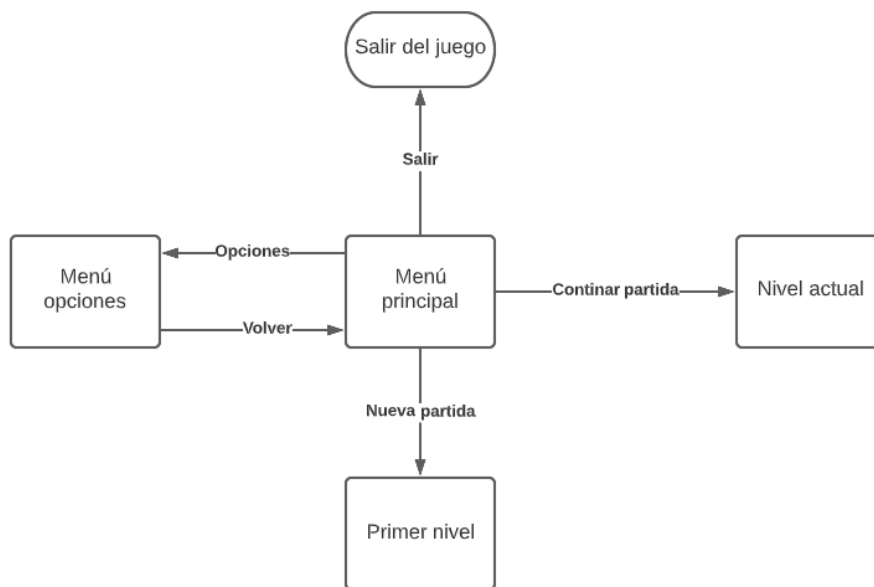 Salir del juego
Salir
Opciones
Menú
opciones
Menú
principal
Continar partida
Nivel actual
Volver
Nueva partida
Primer nivel